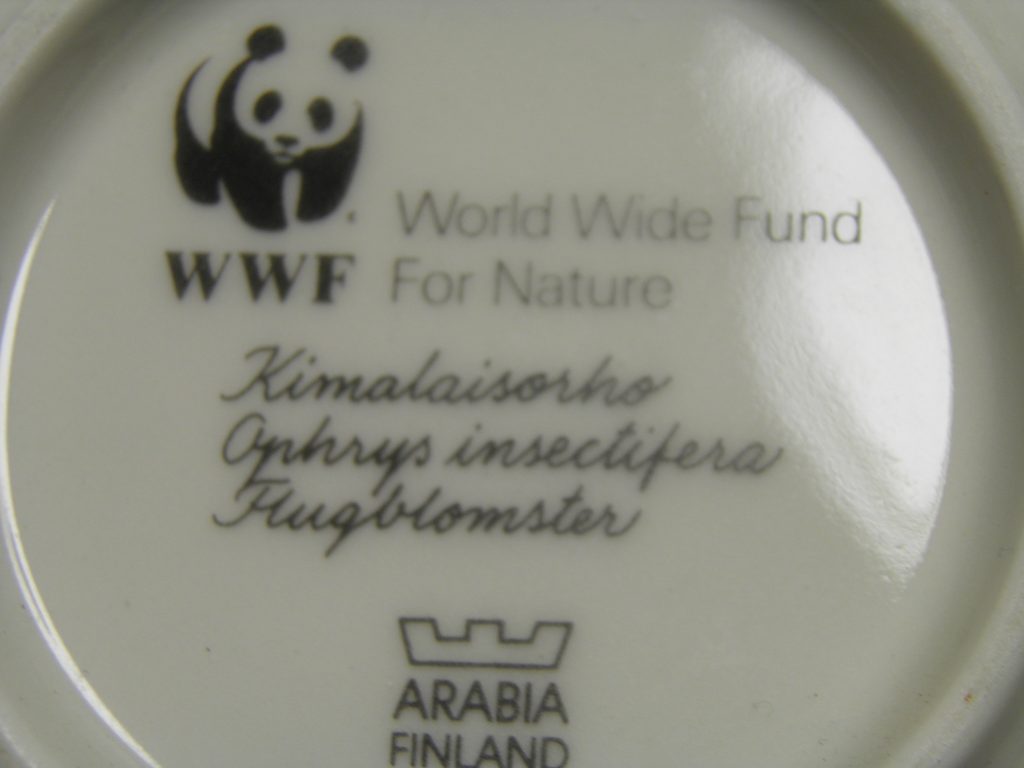 World Wide Fund
WWF For Nature
Kimalaisorho
Ophrys insectifera
Flugblomster
ARABIA
FINLAND